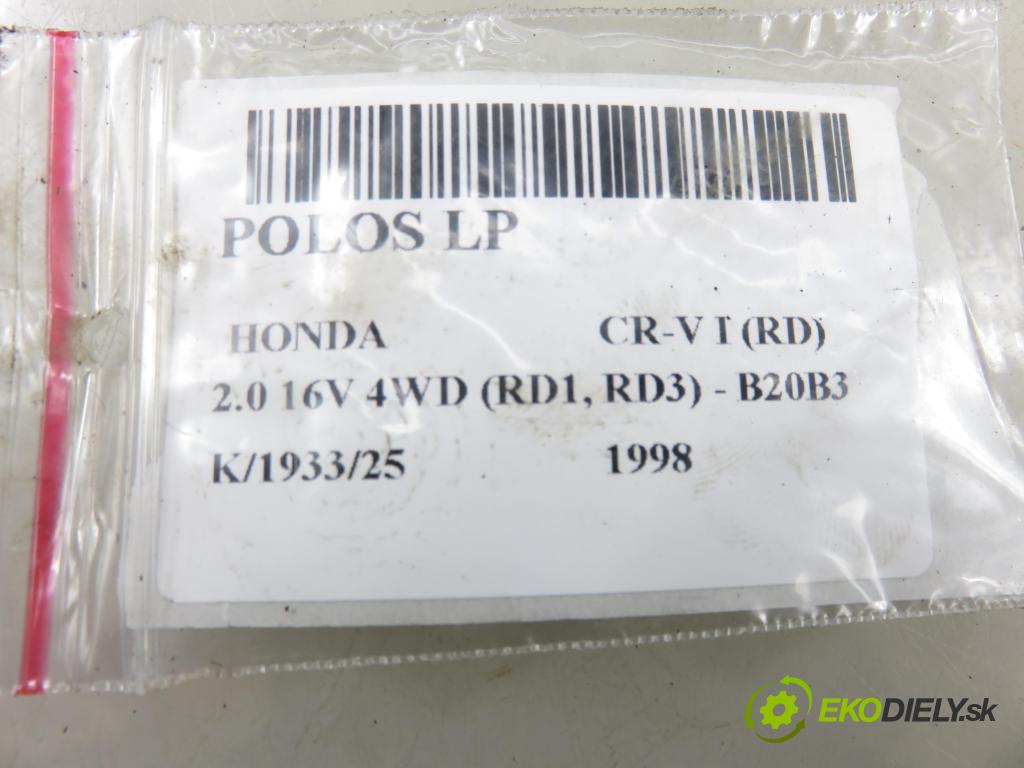 POLOS LP
HONDA CR-V I (RD)
2.0 16V 4WD (RD1, RD3) - B20B3
K/1933/25 1998
EKODIELY.sk